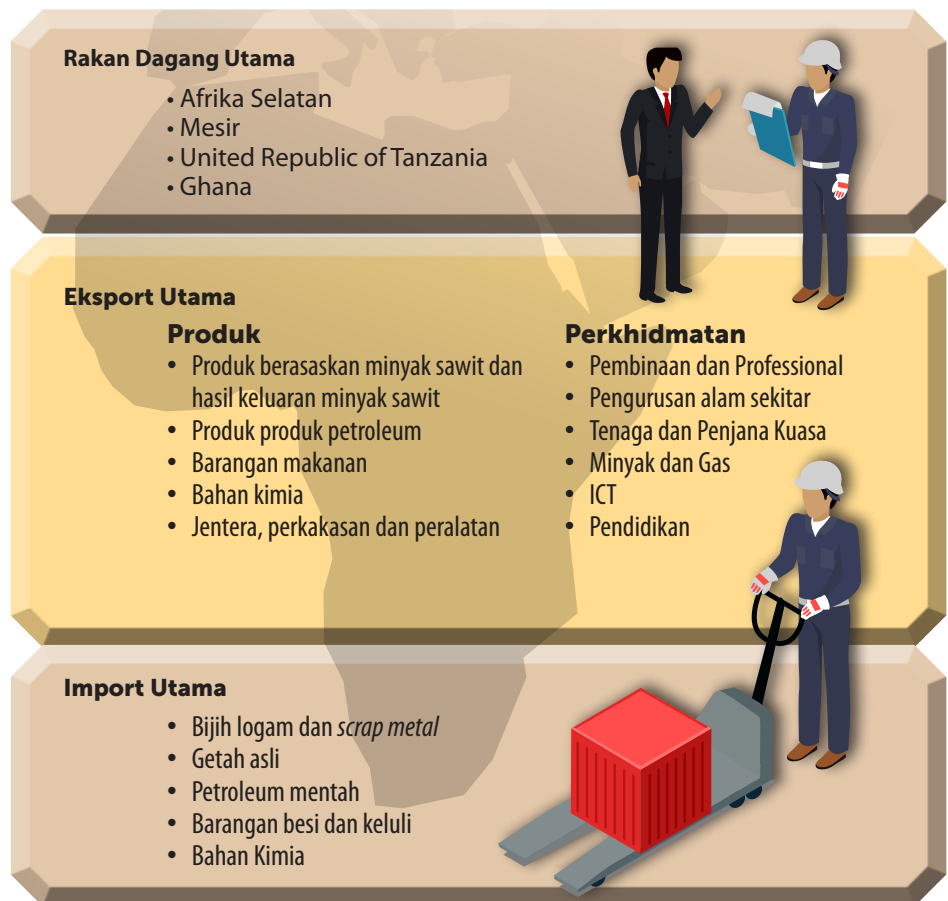 Rakan Dagang Utama
• Afrika Selatan
• Mesir
• United Republic of Tanzania
• Ghana
Eksport Utama
Produk
• Produk berasaskan minyak sawit dan
hasil keluaran minyak sawit
• Produk produk petroleum
• Barangan makanan
• Bahan kimia
• Jentera, perkakasan dan peralatan
Perkhidmatan
• Pembinaan dan Professional
• Pengurusan alam sekitar
• Tenaga dan Penjana Kuasa
• Minyak dan Gas
• ICT
• Pendidikan
Import Utama
• Bijih logam dan scrap metal
• Getah asli
• Petroleum mentah
• Barangan besi dan keluli
• Bahan Kimia